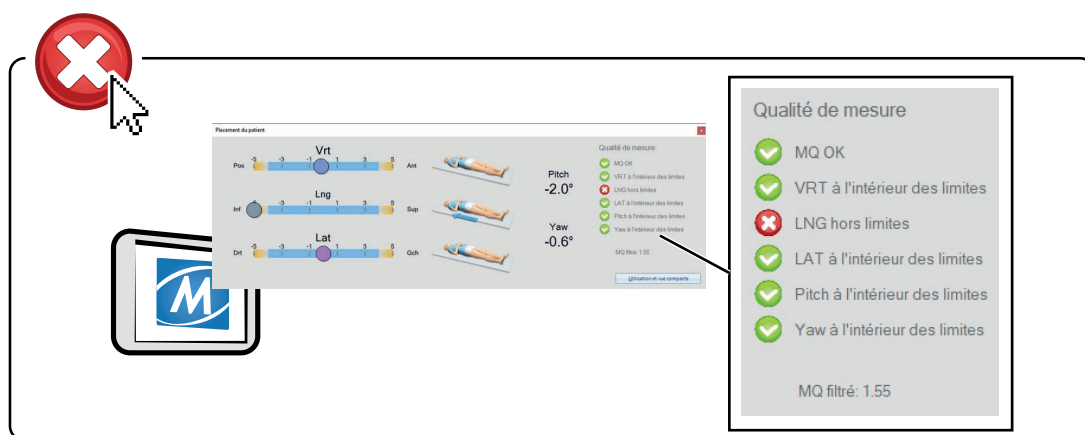 Placement du patient
Vrt
Pos -5 -3 -1 1 3 5 Ant
Lng
Inf -3 -1 1 3 5 Sup
Lat
Drt -5 -3 -1 1 3 5 Gch
Pitch
-2.0°
Yaw
-0.6°
Qualité de mesure
MQ OK
VRT à l'intérieur des limites
LNG hors limites
LAT à l'intérieur des limites
Pitch à l'intérieur des limites
Yaw à l'intérieur des limites
MQ filtré: 1.55
Utilisation et vue compacte
M
Qualité de mesure
MQ OK
VRT à l'intérieur des limites
LNG hors limites
LAT à l'intérieur des limites
Pitch à l'intérieur des limites
Yaw à l'intérieur des limites
MQ filtré: 1.55